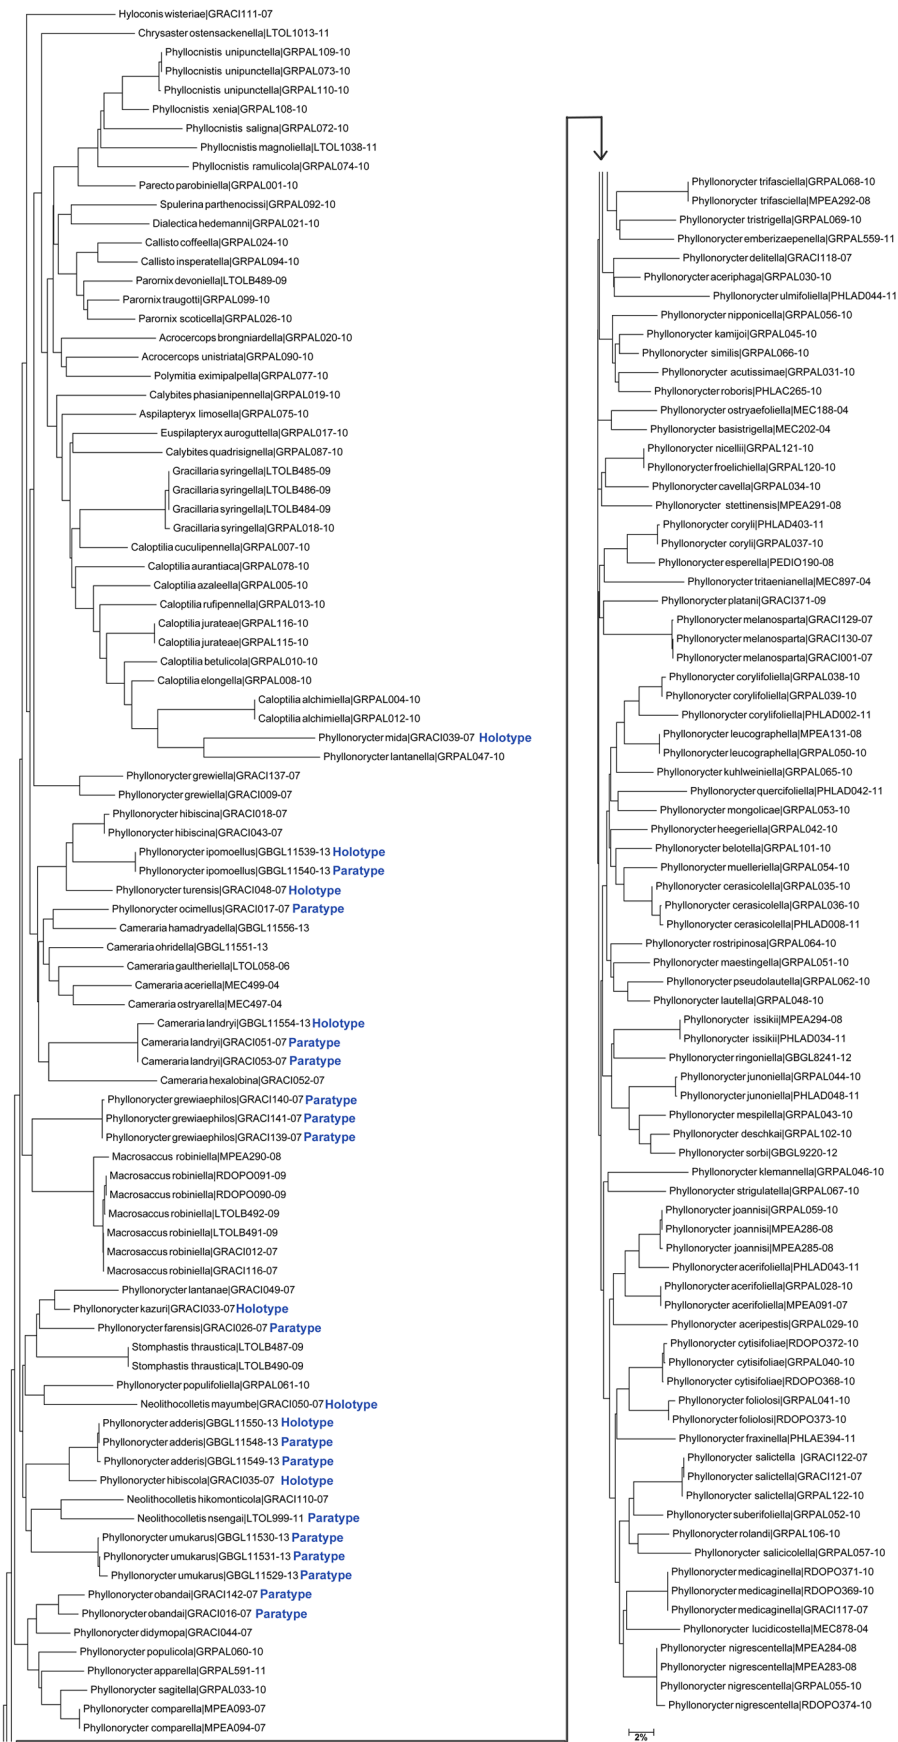 Hyloconis wisteriae|GRACI111-07
Chrysaster ostensackenella|LTOL1013-11
Phyllocnistis unipunctella|GRPAL109-10
Phyllocnistis unipunctella|GRPAL073-10
Phyllocnistis unipunctella|GRPAL110-10
Phyllocnistis xenia|GRPAL108-10
Phyllocnistis saligna|GRPAL072-10
Phyllocnistis magnoliella|LTOL1038-11
Phyllocnistis ramulicola|GRPAL074-10
Parecto parobiniella|GRPAL001-10
Spulerina parthenocissi|GRPAL092-10
Dialectica hedemanni|GRPAL021-10
Callisto coffeella|GRPAL024-10
Callisto insperatella|GRPAL094-10
Parornix devoniella|LTOLB489-09
Parornix traugotti|GRPAL099-10
Parornix scoticella|GRPAL026-10
Acrocercops brongniardella|GRPAL020-10
Acrocercops unistriata|GRPAL090-10
Polymitia eximipalpella|GRPAL077-10
Calybites phasianipennella|GRPAL019-10
Aspilapteryx limosella|GRPAL075-10
Euspilapteryx auroguttella|GRPAL017-10
Calybites quadrisignella|GRPAL087-10
Gracillaria syringella|LTOLB485-09
Gracillaria syringella|LTOLB486-09
Gracillaria syringella|LTOLB484-09
Gracillaria syringella|GRPAL018-10
Caloptilia cuculipennella|GRPAL007-10
Caloptilia aurantiaca|GRPAL078-10
Caloptilia azaleella|GRPAL005-10
Caloptilia rufipennella|GRPAL013-10
Caloptilia jurateae|GRPAL116-10
Caloptilia jurateae|GRPAL115-10
Caloptilia betulicola|GRPAL010-10
Caloptilia elongella|GRPAL008-10
Caloptilia alchimiella|GRPAL004-10
Caloptilia alchimiella|GRPAL012-10
Phyllonorycter mida|GRACI039-07 Holotype
Phyllonorycter lantanella|GRPAL047-10
Phyllonorycter grewiella|GRACI137-07
Phyllonorycter grewiella|GRACI009-07
Phyllonorycter hibiscina|GRACI018-07
Phyllonorycter hibiscina|GRACI043-07
Phyllonorycter ipomoellus|GBGL11539-13 Holotype
Phyllonorycter ipomoellus|GBGL11540-13 Paratype
Phyllonorycter turensis|GRACI048-07 Holotype
Phyllonorycter ocimellus|GRACI017-07 Paratype
Cameraria hamadryadella|GBGL11556-13
Cameraria ohridella|GBGL11551-13
Cameraria gaultheriella|LTOL058-06
Cameraria aceriella|MEC499-04
Cameraria ostryarella|MEC497-04
Cameraria landryi|GBGL11554-13 Holotype
Cameraria landryi|GRACI051-07 Paratype
Cameraria landryi|GRACI053-07 Paratype
Cameraria hexalobina|GRACI052-07
Phyllonorycter grewiaephilos|GRACI140-07 Paratype
Phyllonorycter grewiaephilos|GRACI141-07 Paratype
Phyllonorycter grewiaephilos|GRACI139-07 Paratype
Macrosaccus robiniella|MPEA290-08
Macrosaccus robiniella|RDOPO091-09
Macrosaccus robiniella|RDOPO090-09
Macrosaccus robiniella|LTOLB492-09
Macrosaccus robiniella|LTOLB491-09
Macrosaccus robiniella|GRACI012-07
Macrosaccus robiniella|GRACI116-07
Phyllonorycter lantanae|GRACI049-07
Phyllonorycter kazuri|GRACI033-07 Holotype
Phyllonorycter farensis|GRACI026-07 Paratype
Stomphastis thraustica|LTOLB487-09
Stomphastis thraustica|LTOLB490-09
Phyllonorycter populifoliella|GRPAL061-10
Neolithocolletis mayumbe|GRACI050-07 Holotype
Phyllonorycter adderis|GBGL11550-13 Holotype
Phyllonorycter adderis|GBGL11548-13 Paratype
Phyllonorycter adderis|GBGL11549-13 Paratype
Phyllonorycter hibiscola|GRACI035-07 Holotype
Neolithocolletis hikomonticola|GRACI110-07
Neolithocolletis nsengai|LTOL999-11 Paratype
Phyllonorycter umukarus|GBGL11530-13 Paratype
Phyllonorycter umukarus|GBGL11531-13 Paratype
Phyllonorycter umukarus|GBGL11529-13 Paratype
Phyllonorycter obandai|GRACI142-07 Paratype
Phyllonorycter obandai|GRACI016-07 Paratype
Phyllonorycter didymopa|GRACI044-07
Phyllonorycter populicola|GRPAL060-10
Phyllonorycter apparella|GRPAL591-11
Phyllonorycter sagitella|GRPAL033-10
Phyllonorycter comparella|MPEA093-07
Phyllonorycter comparella|MPEA094-07
Phyllonorycter trifasciella|GRPAL068-10
Phyllonorycter trifasciella|MPEA292-08
Phyllonorycter tristrigella|GRPAL069-10
Phyllonorycter emberizaepenella|GRPAL559-11
Phyllonorycter delitella|GRACI118-07
Phyllonorycter aceriphaga|GRPAL030-10
Phyllonorycter ulmifoliella|PHLAD044-11
Phyllonorycter nipponicella|GRPAL056-10
Phyllonorycter kamijoi|GRPAL045-10
Phyllonorycter similis|GRPAL066-10
Phyllonorycter acutissimae|GRPAL031-10
Phyllonorycter roboris|PHLAC265-10
Phyllonorycter ostryaefoliella|MEC188-04
Phyllonorycter basistrigella|MEC202-04
Phyllonorycter nicellii|GRPAL121-10
Phyllonorycter froelichiella|GRPAL120-10
Phyllonorycter cavella|GRPAL034-10
Phyllonorycter stettinensis|MPEA291-08
Phyllonorycter coryli|PHLAD403-11
Phyllonorycter coryli|GRPAL037-10
Phyllonorycter esperella|PEDIO190-08
Phyllonorycter tritaenianella|MEC897-04
Phyllonorycter platani|GRACI371-09
Phyllonorycter melanosparta|GRACI129-07
Phyllonorycter melanosparta|GRACI130-07
Phyllonorycter melanosparta|GRACI001-07
Phyllonorycter corylifoliella|GRPAL038-10
Phyllonorycter corylifoliella|GRPAL039-10
Phyllonorycter corylifoliella|PHLAD002-11
Phyllonorycter leucographella|MPEA131-08
Phyllonorycter leucographella|GRPAL050-10
Phyllonorycter kuhlweiniella|GRPAL065-10
Phyllonorycter quercifoliella|PHLAD042-11
Phyllonorycter mongolicae|GRPAL053-10
Phyllonorycter heegeriella|GRPAL042-10
Phyllonorycter belotella|GRPAL101-10
Phyllonorycter muelleriella|GRPAL054-10
Phyllonorycter cerasicolella|GRPAL035-10
Phyllonorycter cerasicolella|GRPAL036-10
Phyllonorycter cerasicolella|PHLAD008-11
Phyllonorycter rostripinosa|GRPAL064-10
Phyllonorycter maestingella|GRPAL051-10
Phyllonorycter pseudolautella|GRPAL062-10
Phyllonorycter lautella|GRPAL048-10
Phyllonorycter issikii|MPEA294-08
Phyllonorycter issikii|PHLAD034-11
Phyllonorycter ringoniella|GBGL8241-12
Phyllonorycter junoniella|GRPAL044-10
Phyllonorycter junoniella|PHLAD048-11
Phyllonorycter mespilella|GRPAL043-10
Phyllonorycter deschkai|GRPAL102-10
Phyllonorycter sorbi|GBGL9220-12
Phyllonorycter klemannella|GRPAL046-10
Phyllonorycter strigulatella|GRPAL067-10
Phyllonorycter joannisi|GRPAL059-10
Phyllonorycter joannisi|MPEA286-08
Phyllonorycter joannisi|MPEA285-08
Phyllonorycter acerifoliella|PHLAD043-11
Phyllonorycter acerifoliella|GRPAL028-10
Phyllonorycter acerifoliella|MPEA091-07
Phyllonorycter aceripestis|GRPAL029-10
Phyllonorycter cytisifoliae|RDOPO372-10
Phyllonorycter cytisifoliae|GRPAL040-10
Phyllonorycter cytisifoliae|RDOPO368-10
Phyllonorycter foliolosi|GRPAL041-10
Phyllonorycter foliolosi|RDOPO373-10
Phyllonorycter fraxinella|PHLAE394-11
Phyllonorycter salictella |GRACI122-07
Phyllonorycter salictella|GRACI121-07
Phyllonorycter salictella|GRPAL122-10
Phyllonorycter suberifoliella|GRPAL052-10
Phyllonorycter rolandi|GRPAL106-10
Phyllonorycter salicicolella|GRPAL057-10
Phyllonorycter medicaginella|RDOPO371-10
Phyllonorycter medicaginella|RDOPO369-10
Phyllonorycter medicaginella|GRACI117-07
Phyllonorycter lucidicostella|MEC878-04
Phyllonorycter nigrescentella|MPEA284-08
Phyllonorycter nigrescentella|MPEA283-08
Phyllonorycter nigrescentella|GRPAL055-10
Phyllonorycter nigrescentella|RDOPO374-10
2%